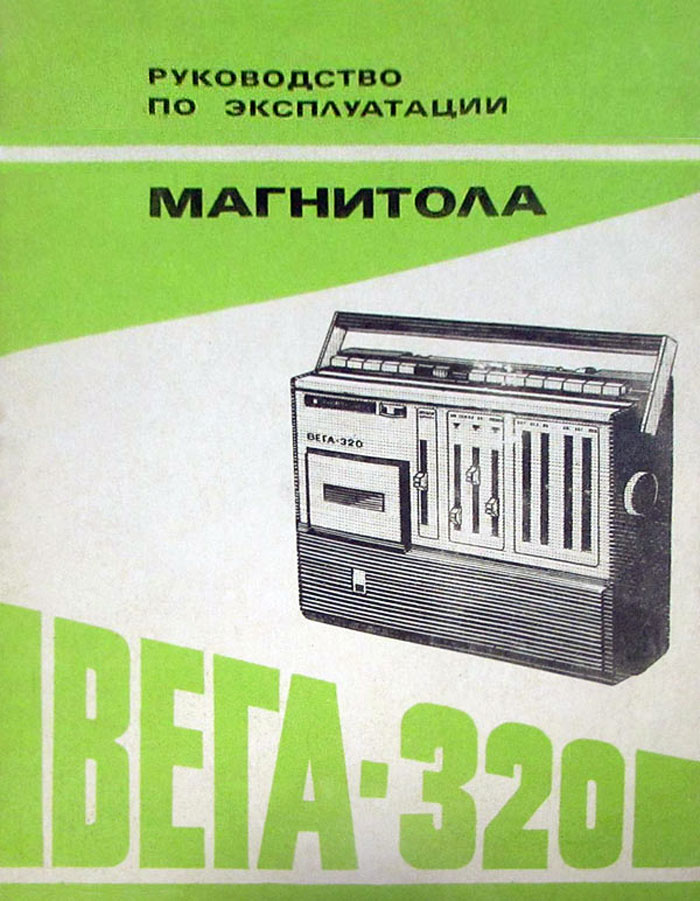 РУКОВОДСТВО
ПО ЭКСПЛУАТАЦИИ
МАГНИТОЛА
ВЕГА-320
ВЕГА-320